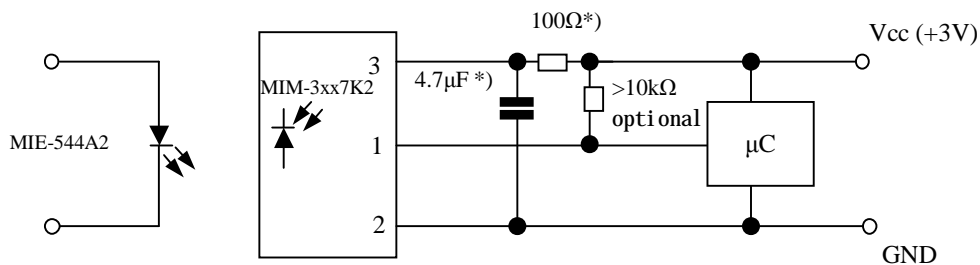 100Ω*)
Vcc (+3V)
3
4.7µF *)
MIM-3xx7K2
>10kΩ
optional
MIE-544A2
1
µC
2
GND